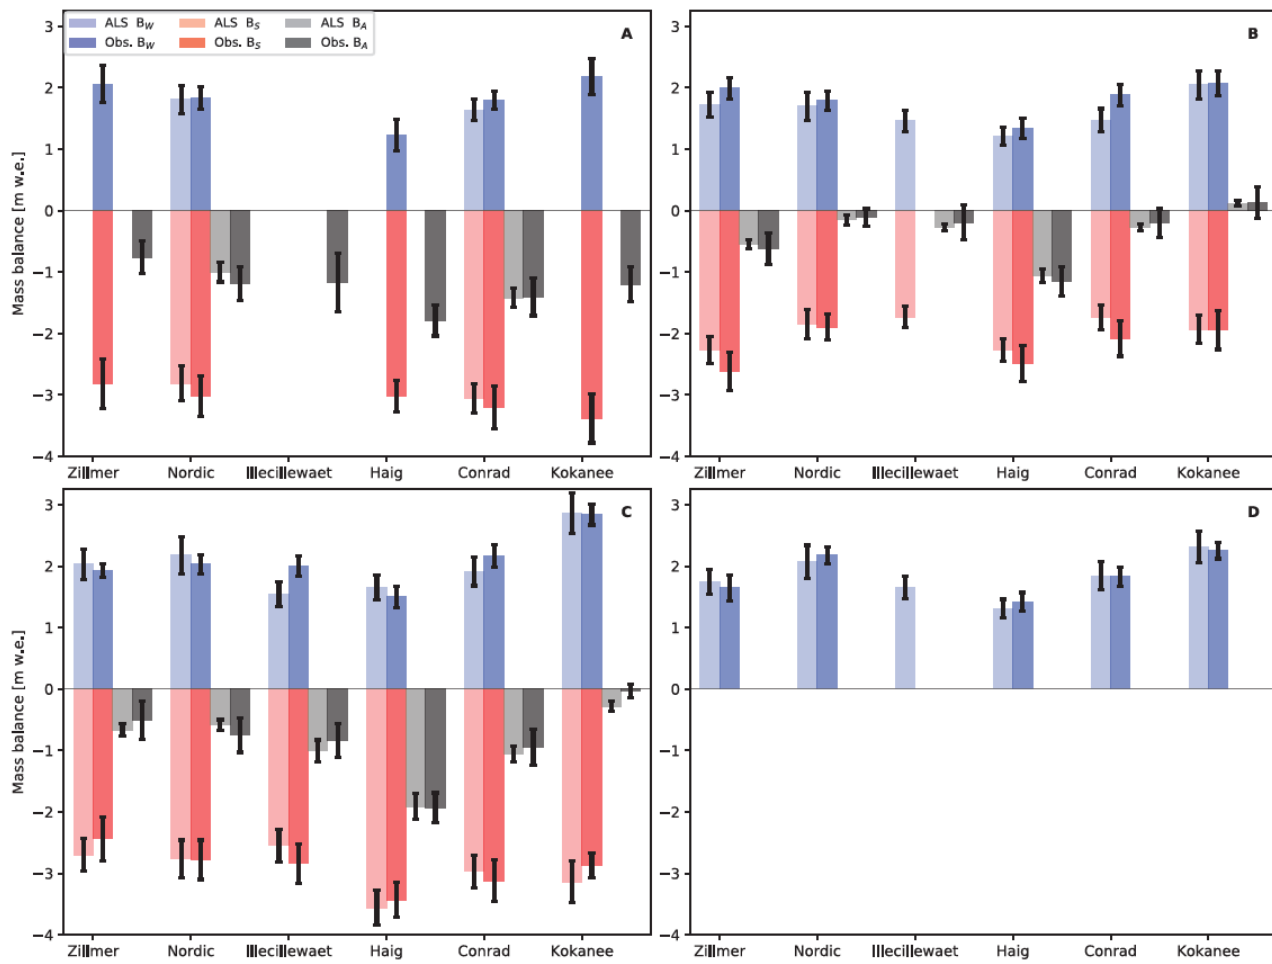 ALS B_W ALS B_S ALS B_A
Obs. B_W Obs. B_S Obs. B_A
A
Mass balance [m w.e.]
3
2
1
0
−1
−2
−3
−4
Zillmer Nordic Illecillewaet Haig Conrad Kokanee
B
3
2
1
0
−1
−2
−3
−4
Zillmer Nordic Illecillewaet Haig Conrad Kokanee
C
Mass balance [m w.e.]
3
2
1
0
−1
−2
−3
−4
Zillmer Nordic Illecillewaet Haig Conrad Kokanee
D
3
2
1
0
−1
−2
−3
−4
Zillmer Nordic Illecillewaet Haig Conrad Kokanee